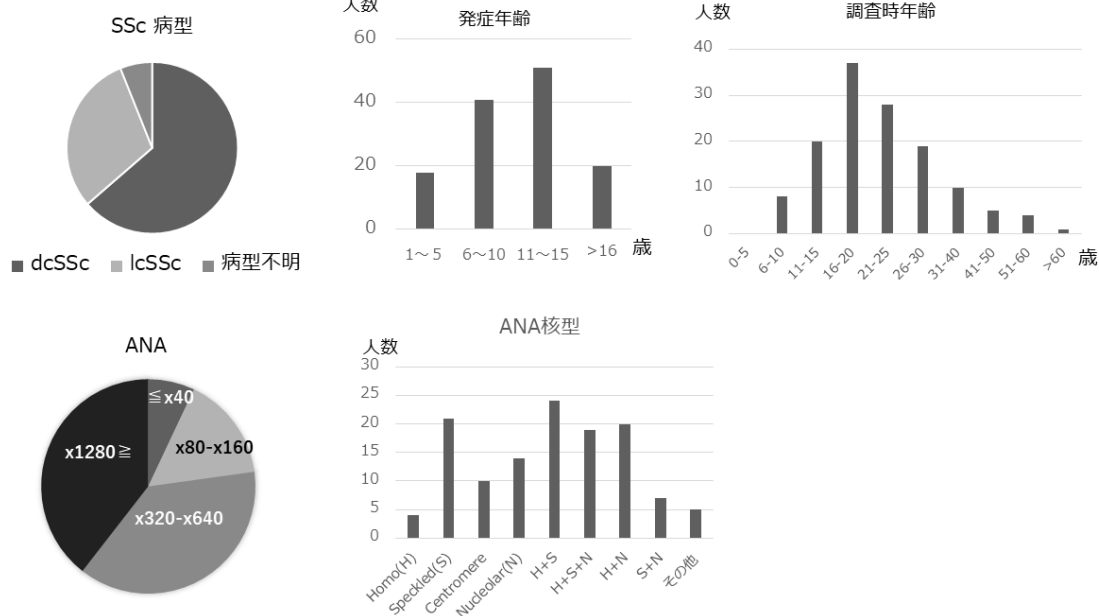 SSc 病型
dcSSc lcSSc 病型不明
人数
発症年齢
60
40
20
0
1～5 6～10 11～15 >16 歳
人数
調査時年齢
40
30
20
10
0
0-5 6-10 11-15 16-20 21-25 26-30 31-40 41-50 51-60 >60 歳
ANA
≦x40
x80-x160
x320-x640
x1280≧
ANA核型
人数
30
25
20
15
10
5
0
Homo(H) Speckled(S) Centromere Nucleolar(N) H+S H+S+N H+N S+N その他